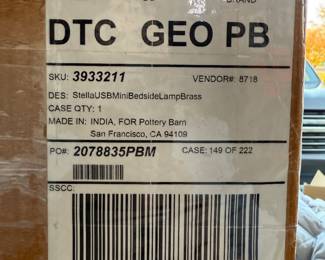 BRAND
DTC GEO PB
SKU: 3933211 VENDOR#: 8718
DES: StellaUSBMiniBedsideLampBrass
CASE QTY: 1
MADE IN: INDIA, FOR Pottery Barn
San Francisco, CA 94109
PO#: 2078835PBM CASE: 149 OF 222
SSCC